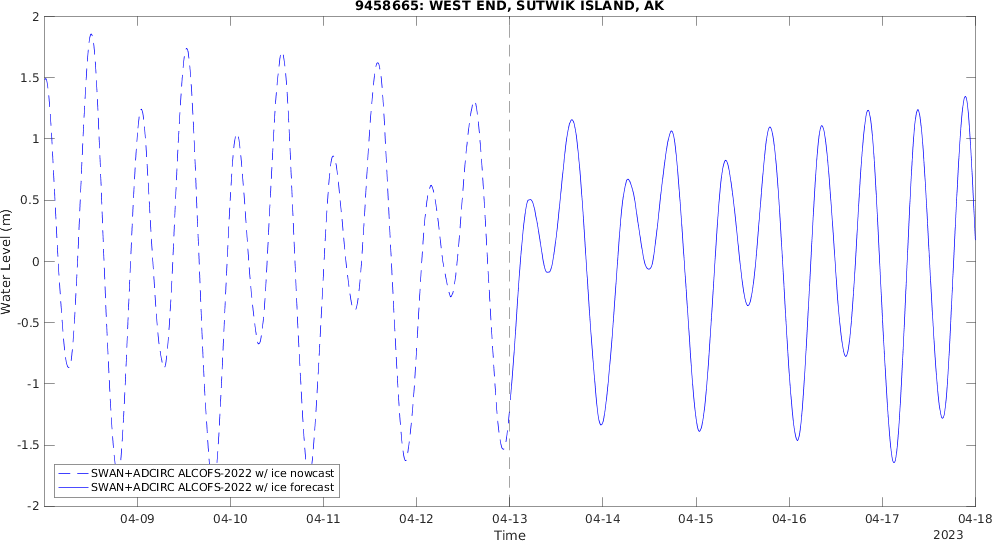 9458665: WEST END, SUTWIK ISLAND, AK
2
1.5
1
0.5
0
-0.5
-1
-1.5
-2
Water Level (m)
SWAN+ADCIRC ALCOFS-2022 w/ ice nowcast
SWAN+ADCIRC ALCOFS-2022 w/ ice forecast
04-09 04-10 04-11 04-12 04-13 04-14 04-15 04-16 04-17 04-18
Time
2023